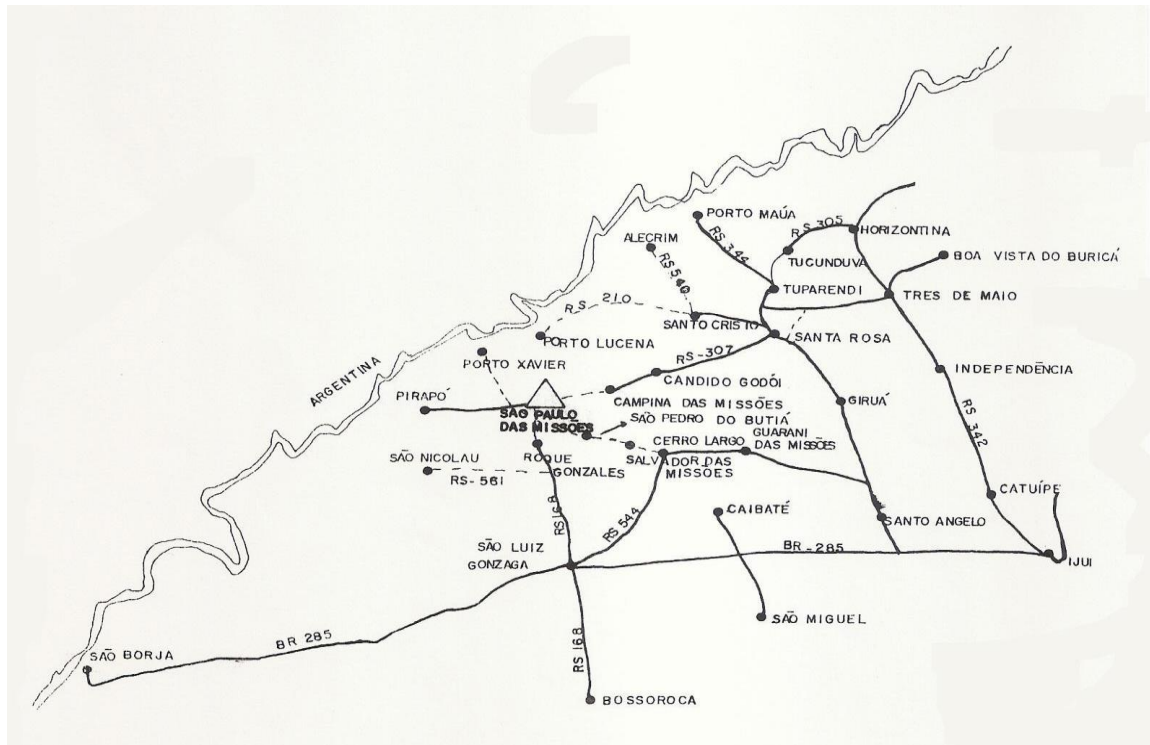 PORTO MAÚA
RS 305
HORIZONTINA
ALECRIM
RS 344
TUCUNDUVA
BOA VISTA DO BURICÁ
RS 540
TUPARENDI
TRES DE MAIO
RS 210
SANTO CRISTO
PORTO LUCENA
SANTA ROSA
RS-307
PORTO XAVIER
ARGENTINA
CANDIDO GODÓI
INDEPENDÊNCIA
PIRAPÓ
CAMPINA DAS MISSÕES
GIRUÁ
SÃO PAULO
DAS MISSÕES
SÃO PEDRO DO BUTIÁ
GUARANI
DAS MISSÕES
RS 342
CERRO LARGO
SÃO NICOLAU
ROQUE
GONZALES
SALVADOR DAS
MISSÕES
RS-561
CATUÍPE
RS 168
RS 544
CAIBATÉ
SANTO ANGELO
SÃO LUIZ
GONZAGA
BR-285
IJUI
SÃO MIGUEL
BR 285
SÃO BORJA
RS 168
BOSSOROCA